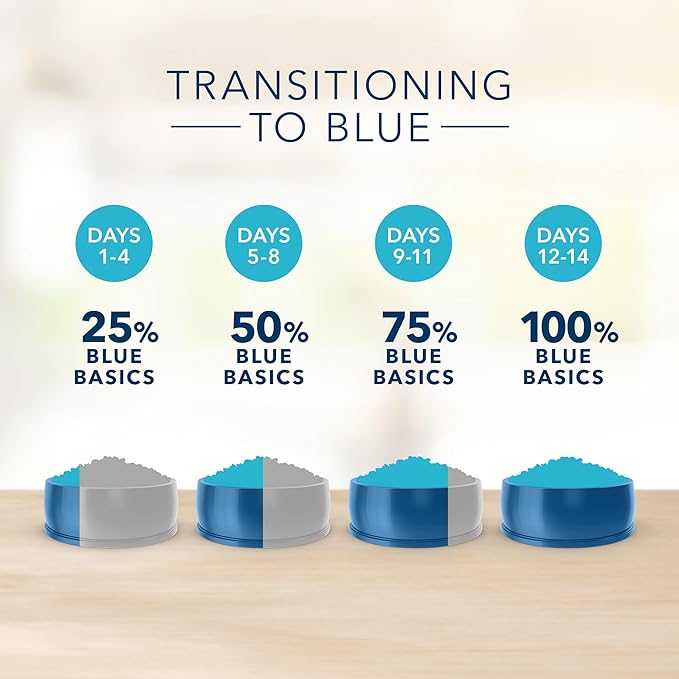 TRANSITIONING
TO BLUE
DAYS
1-4
DAYS
5-8
DAYS
9-11
DAYS
12-14
25%
BLUE
BASICS
50%
BLUE
BASICS
75%
BLUE
BASICS
100%
BLUE
BASICS